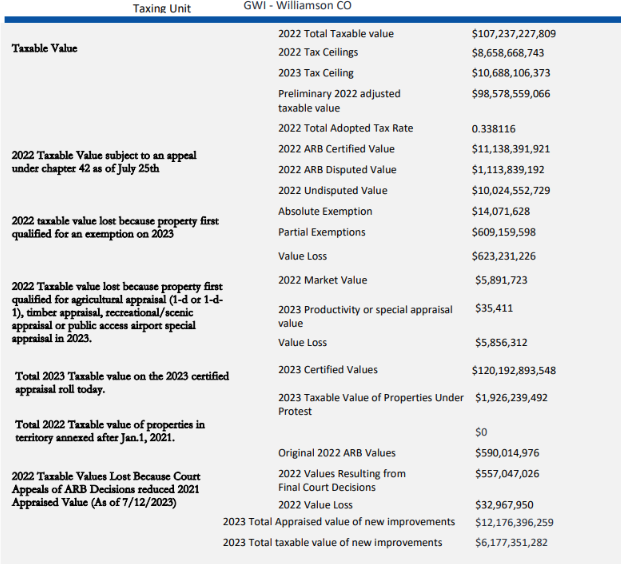 Taxing Unit GWI - Williamson CO
2022 Total Taxable value $107,237,227,809
Taxable Value
2022 Tax Ceilings $8,658,668,743
2023 Tax Ceiling $10,688,106,373
Preliminary 2022 adjusted $98,578,559,066
taxable value
2022 Total Adopted Tax Rate 0.338116
2022 ARB Certified Value $11,138,391,921
2022 Taxable Value subject to an appeal
under chapter 42 as of July 25th
2022 ARB Disputed Value $1,113,839,192
2022 Undisputed Value $10,024,552,729
Absolute Exemption $14,071,628
2022 taxable value lost because property first
qualified for an exemption on 2023
Partial Exemptions $609,159,598
Value Loss $623,231,226
2022 Market Value $5,891,723
2022 Taxable value lost because property first
qualified for agricultural appraisal (1-d or 1-d-
1), timber appraisal, recreational/scenic
appraisal or public access airport special
appraisal in 2023.
2023 Productivity or special appraisal $35,411
value
Value Loss $5,856,312
2023 Certified Values $120,192,893,548
Total 2023 Taxable value on the 2023 certified
appraisal roll today.
2023 Taxable Value of Properties Under $1,926,239,492
Protest
Total 2022 Taxable value of properties in
territory annexed after Jan.1, 2021.
$0
Original 2022 ARB Values $590,014,976
2022 Taxable Values Lost Because Court
Appeals of ARB Decisions reduced 2021
Appraised Value (As of 7/12/2023)
2022 Values Resulting from $557,047,026
Final Court Decisions
2022 Value Loss $32,967,950
2023 Total Appraised value of new improvements $12,176,396,259
2023 Total taxable value of new improvements $6,177,351,282